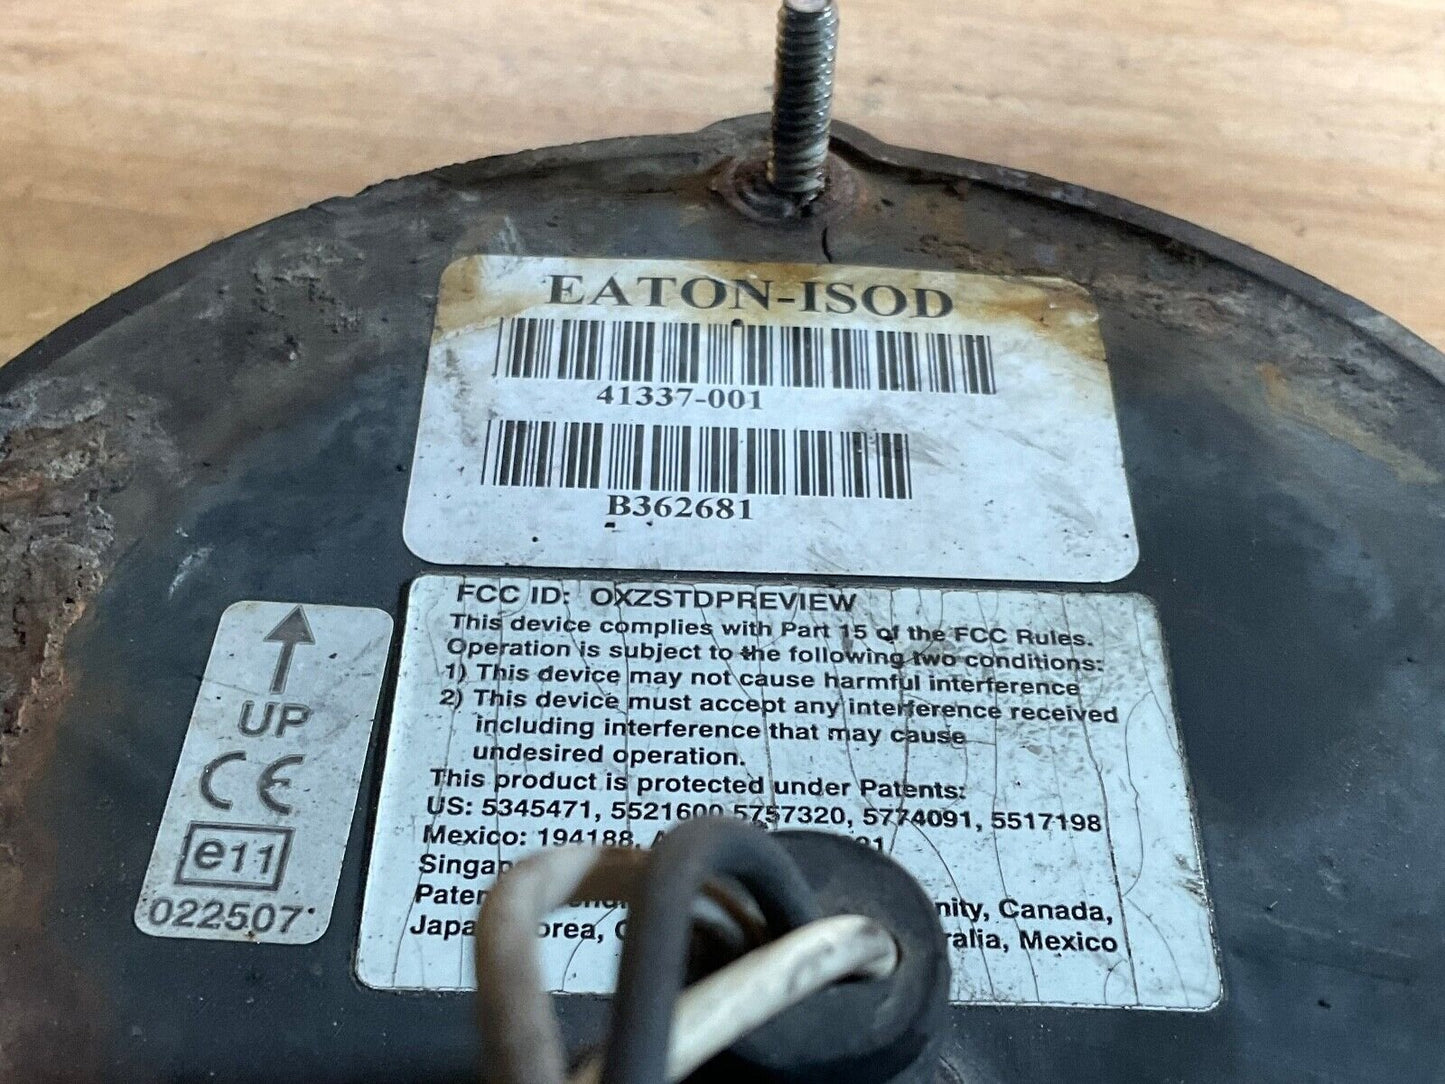 EATON-ISOD
41337-001
B362681
FCC ID: OXZSTDPREVIEW
This device complies with Part 15 of the FCC Rules.
Operation is subject to the following two conditions:
1) This device may not cause harmful interference
2) This device must accept any interference received
including interference that may cause
undesired operation.
This product is protected under Patents:
US: 5345471, 5521600 5757320, 5774091, 5517198
Mexico: 194188,
Canada,
Mexico
UP
CE
e11
022507